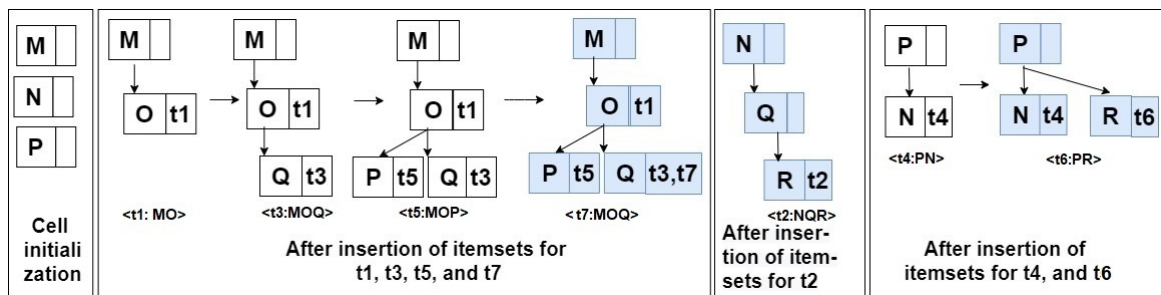 M
N
P
Cell
initiali
zation
M
O t1
<t1: MO>
M
O t1
Q t3
<t3:MOQ>
M
O t1
P t5 Q t3
<t5:MOP>
M
O t1
P t5 Q t3,t7
<t7:MOQ>
After insertion of itemsets for
t1, t3, t5, and t7
N
Q
R t2
<t2:NQR>
After inser-
tion of item-
sets for t2
P
N t4
<t4:PN>
P
N t4 R t6
<t6:PR>
After insertion of
itemsets for t4, and t6